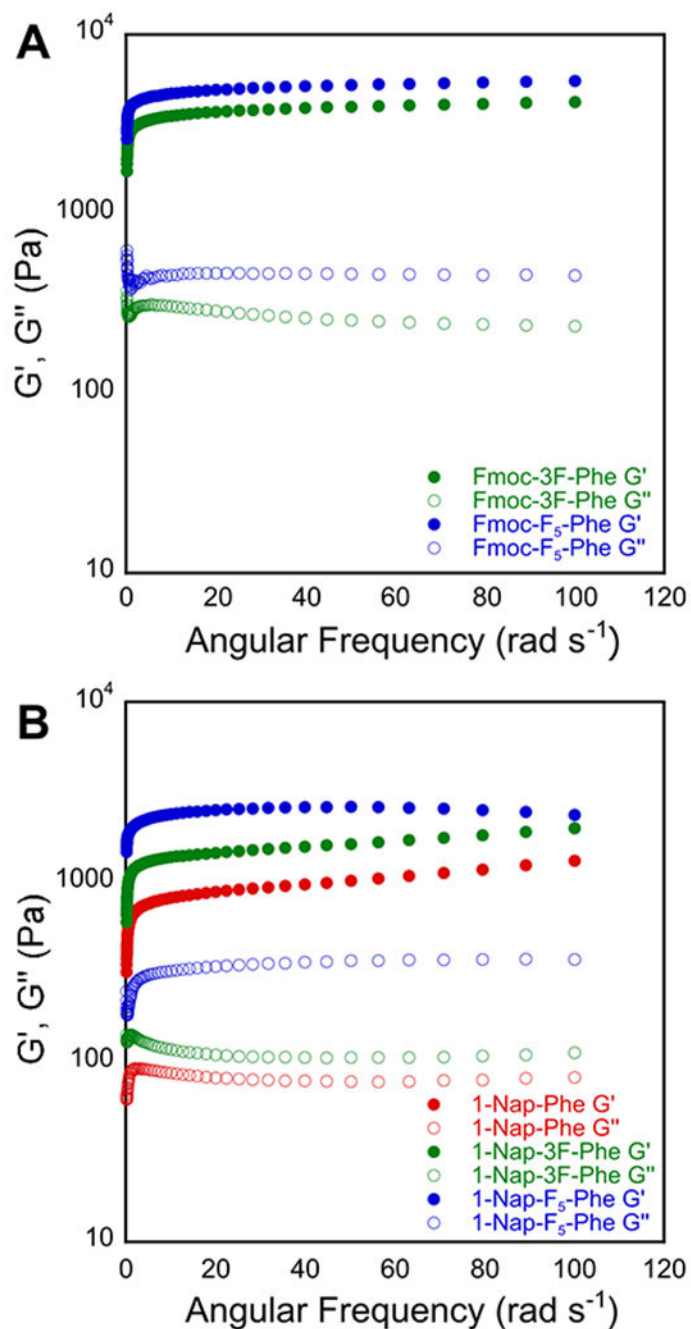 A
10⁴
1000
100
10
G', G" (Pa)
Fmoc-3F-Phe G'
Fmoc-3F-Phe G"
Fmoc-F₅-Phe G'
Fmoc-F₅-Phe G"
0 20 40 60 80 100 120
Angular Frequency (rad s⁻¹)
B
10⁴
1000
100
10
G', G" (Pa)
1-Nap-Phe G'
1-Nap-Phe G"
1-Nap-3F-Phe G'
1-Nap-3F-Phe G"
1-Nap-F₅-Phe G'
1-Nap-F₅-Phe G"
0 20 40 60 80 100 120
Angular Frequency (rad s⁻¹)